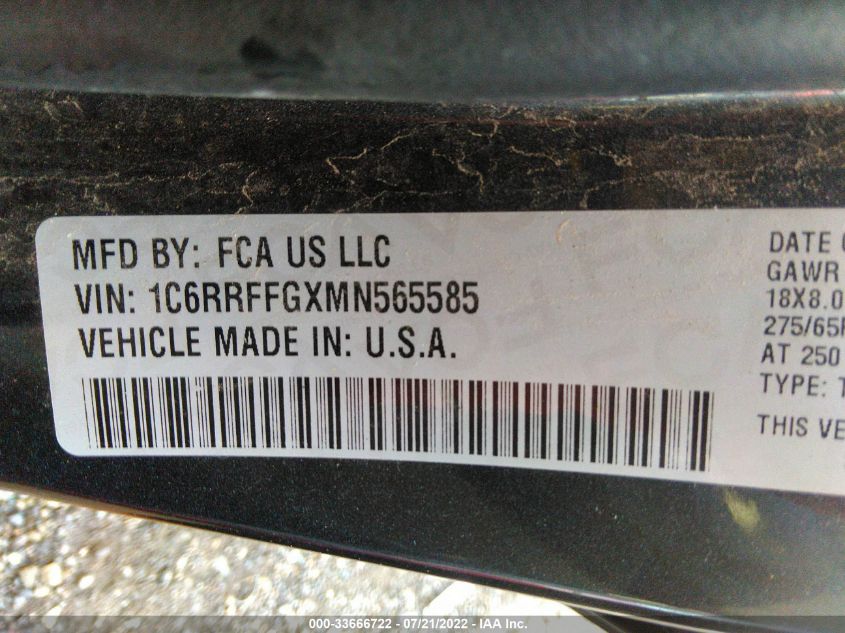 MFD BY: FCA US LLC
VIN: 1C6RRFFGXMN565585
VEHICLE MADE IN: U.S.A.
DATE
GAWR
18X8.0
275/65
AT 250
TYPE:
THIS
000-33666722 / 07/21/2022 - IAA Inc.